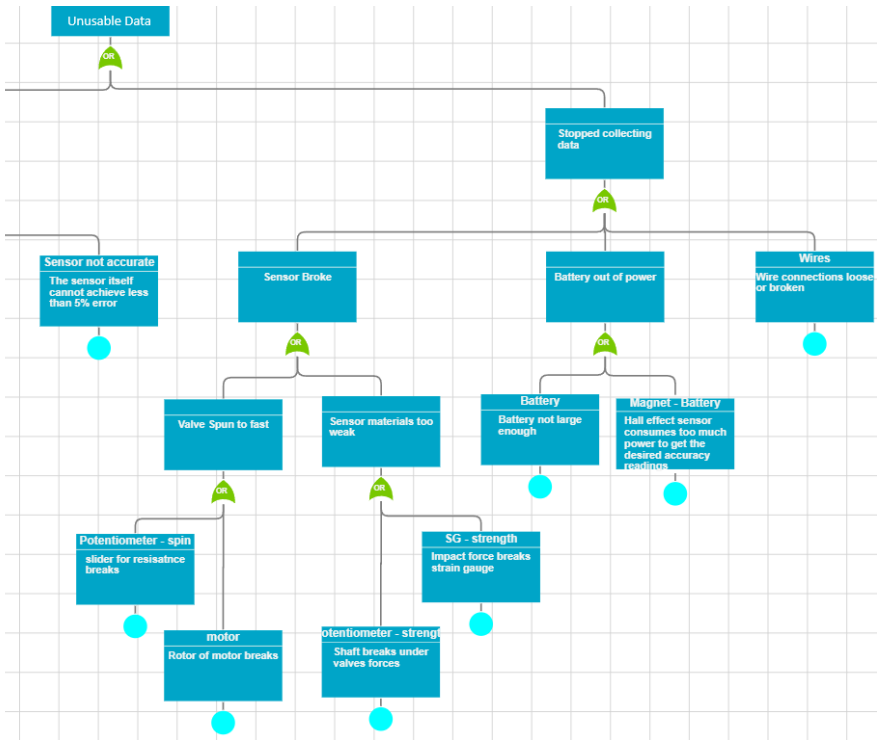 Unusable Data
OR
Stopped collecting
data
OR
Sensor not accurate
The sensor itself
cannot achieve less
than 5% error
Sensor Broke
Battery out of power
Wires
Wire connections loose
or broken
OR
OR
Valve Spun to fast
Sensor materials too
weak
Battery
Battery not large
enough
Magnet - Battery
Hall effect sensor
consumes too much
power to get the
desired accuracy
readings
OR
OR
Potentiometer - spin
slider for resisatnce
breaks
SG - strength
Impact force breaks
strain gauge
motor
Rotor of motor breaks
otentiometer - strengt
Shaft breaks under
valves forces